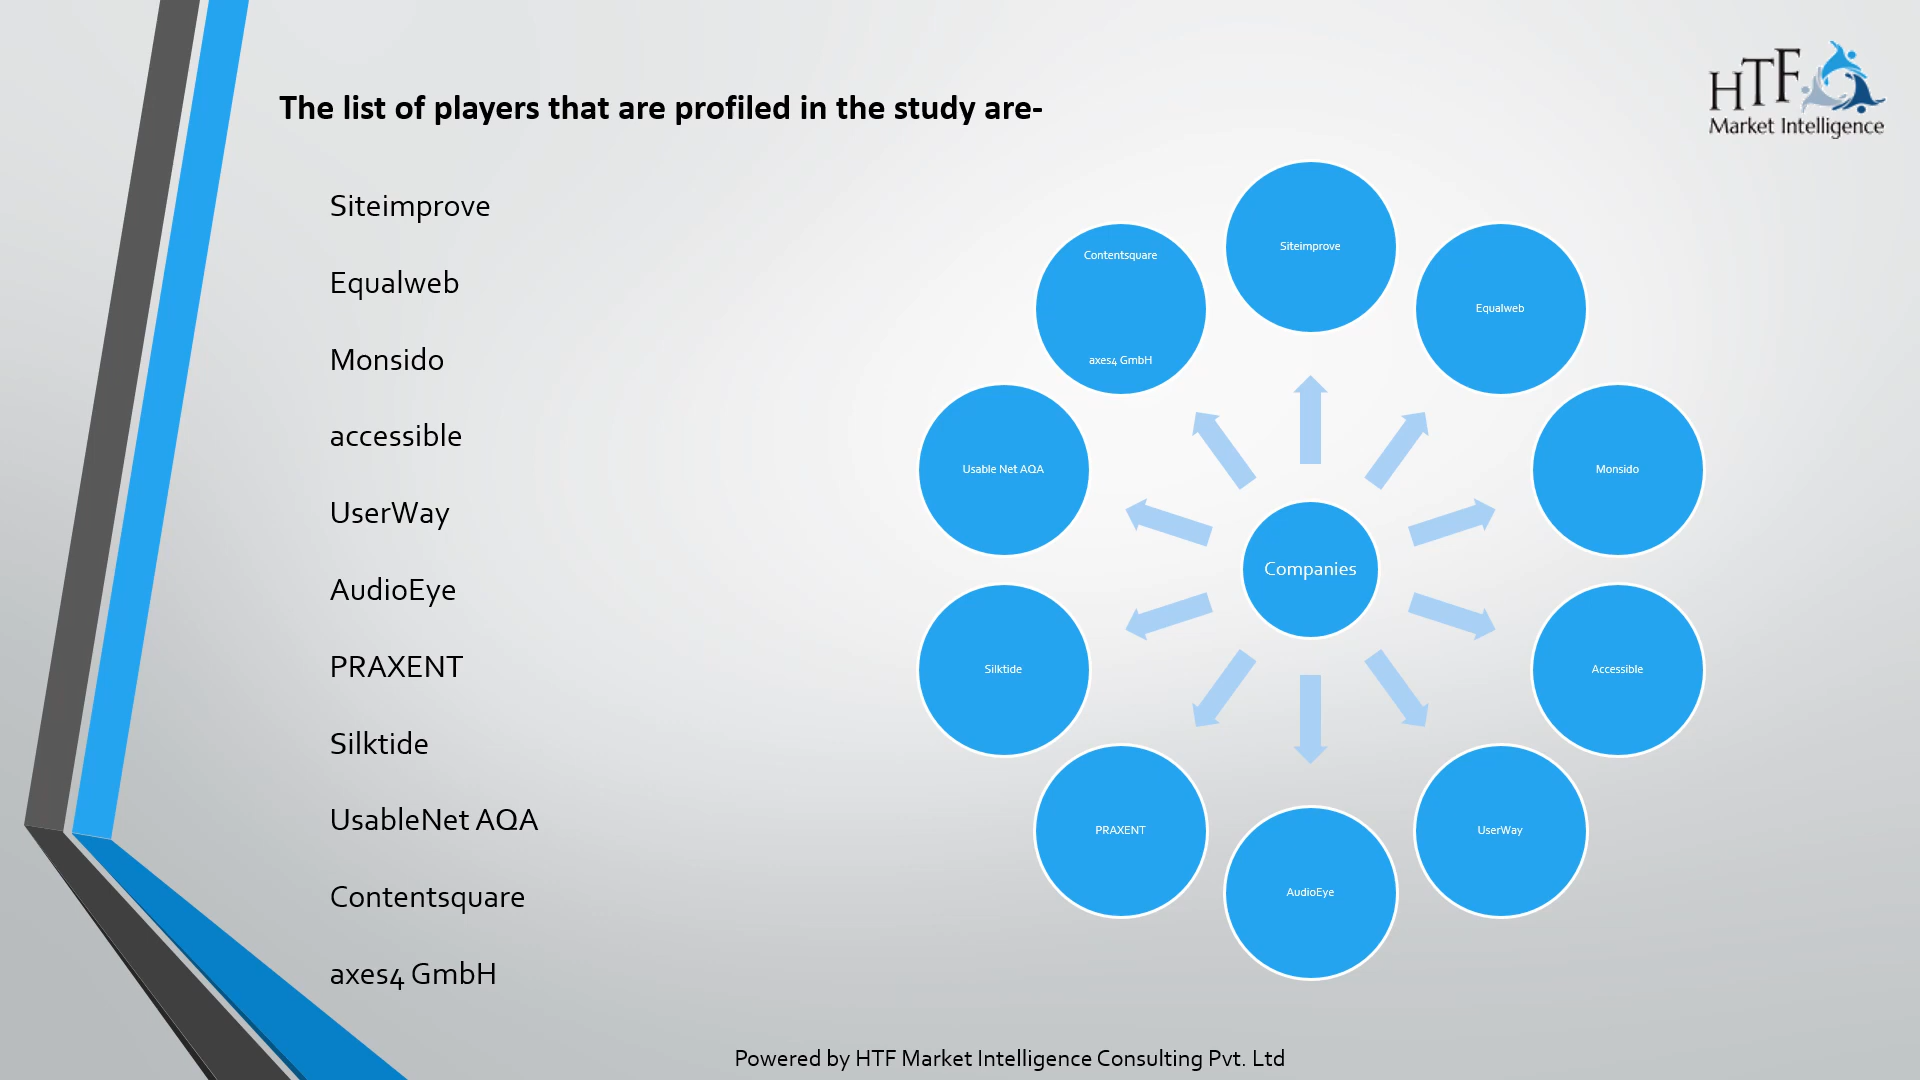 HTF
Market Intelligence
The list of players that are profiled in the study are-
Siteimprove
Equalweb
Monsido
accessible
UserWay
AudioEye
PRAXENT
Silktide
UsableNet AQA
Contentsquare
axes4 GmbH
Siteimprove
Equalweb
Monsido
Accessible
UserWay
AudioEye
PRAXENT
Silktide
Usable Net AQA
Contentsquare
axes4 GmbH
Companies
Powered by HTF Market Intelligence Consulting Pvt. Ltd